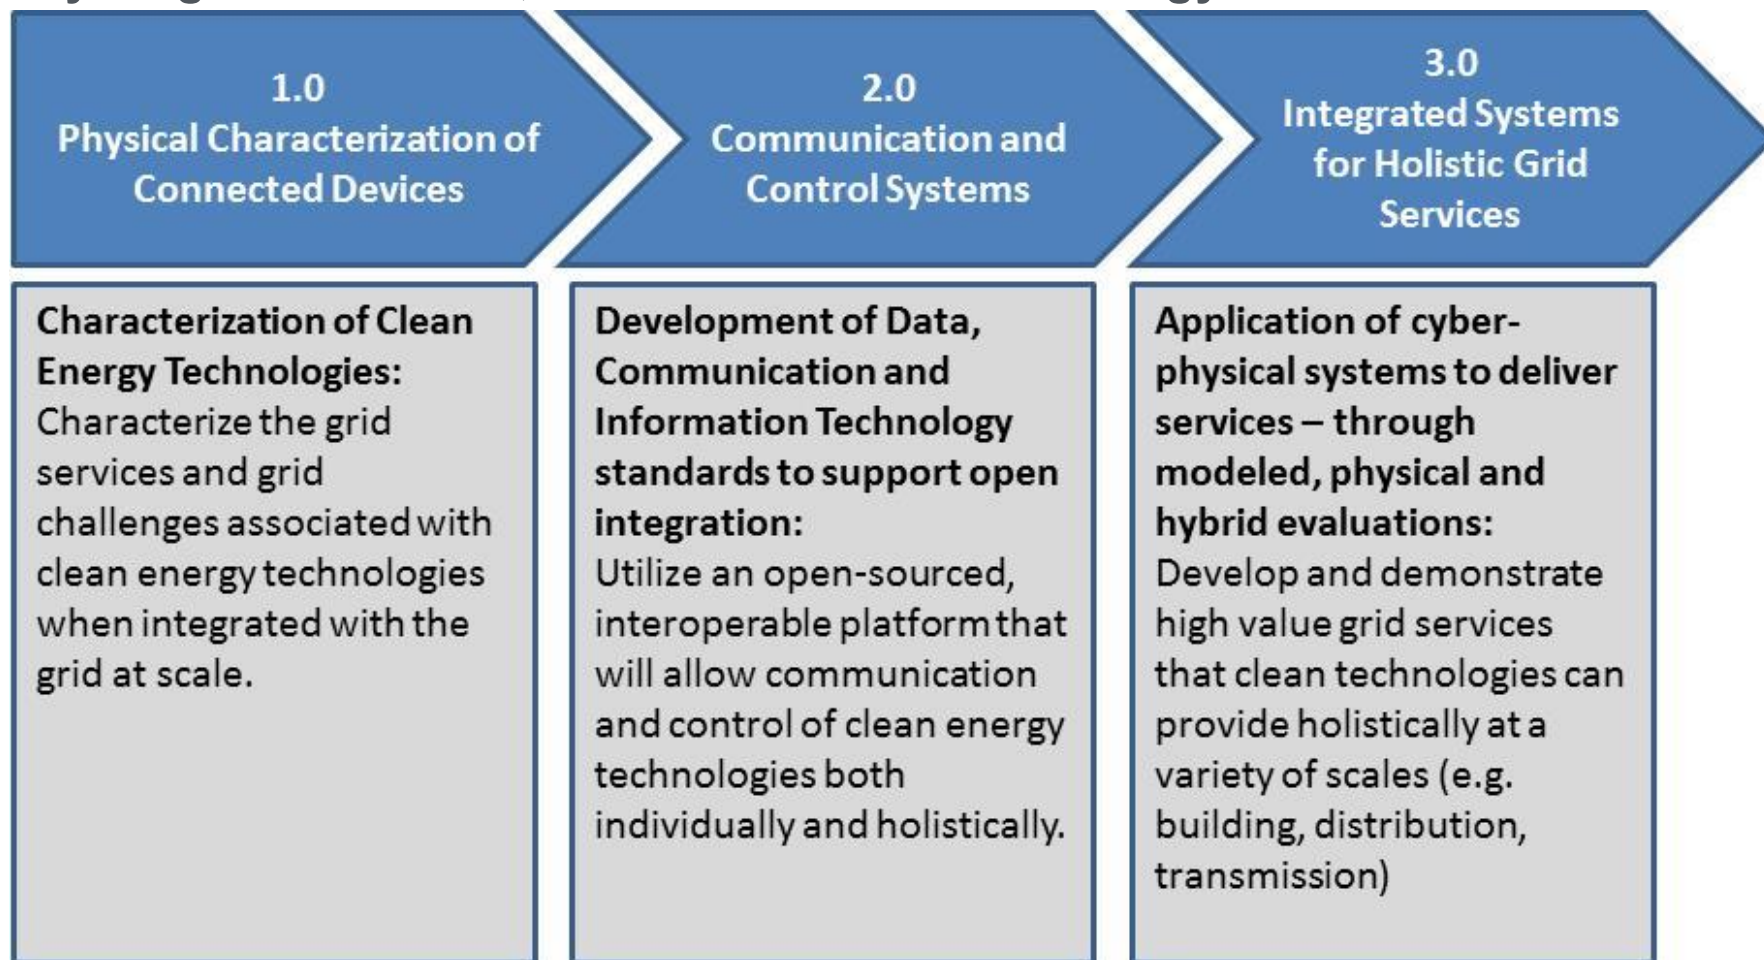 1.0
Physical Characterization of
Connected Devices
2.0
Communication and
Control Systems
3.0
Integrated Systems
for Holistic Grid
Services
Characterization of Clean
Energy Technologies:
Characterize the grid
services and grid
challenges associated with
clean energy technologies
when integrated with the
grid at scale.
Development of Data,
Communication and
Information Technology
standards to support open
integration:
Utilize an open-sourced,
interoperable platform that
will allow communication
and control of clean energy
technologies both
individually and holistically.
Application of cyber-
physical systems to deliver
services – through
modeled, physical and
hybrid evaluations:
Develop and demonstrate
high value grid services
that clean technologies can
provide holistically at a
variety of scales (e.g.
building, distribution,
transmission)